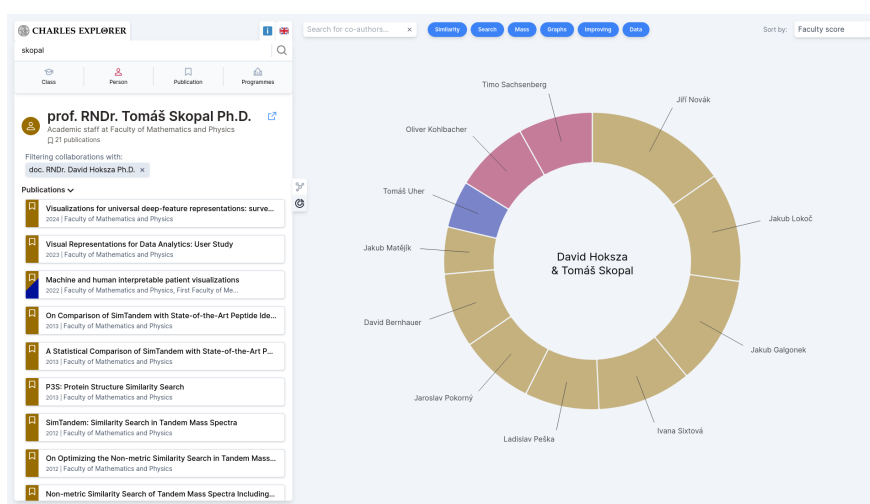 CHARLES EXPLORER
i
skopal
Class
Person
Publication
Programmes
prof. RNDr. Tomáš Skopal Ph.D.
Academic staff at Faculty of Mathematics and Physics
21 publications
Filtering collaborations with:
doc. RNDr. David Hoksza Ph.D. ×
Publications
Visualizations for universal deep-feature representations: surve...
2024 | Faculty of Mathematics and Physics
Visual Representations for Data Analytics: User Study
2023 | Faculty of Mathematics and Physics
Machine and human interpretable patient visualizations
2022 | Faculty of Mathematics and Physics, First Faculty of Me...
On Comparison of SimTandem with State-of-the-Art Peptide Ide...
2013 | Faculty of Mathematics and Physics
A Statistical Comparison of SimTandem with State-of-the-Art P...
2013 | Faculty of Mathematics and Physics
P3S: Protein Structure Similarity Search
2013 | Faculty of Mathematics and Physics
SimTandem: Similarity Search in Tandem Mass Spectra
2012 | Faculty of Mathematics and Physics
On Optimizing the Non-metric Similarity Search in Tandem Mass...
2012 | Faculty of Mathematics and Physics
Non-metric Similarity Search of Tandem Mass Spectra Including...
Search for co-authors... ×
Similarity
Search
Mass
Graphs
Improving
Data
Sort by:
Faculty score
Timo Sachsenberg
Jiří Novák
Oliver Kohlbacher
Tomáš Uher
Jakub Lokoč
Jakub Matějík
David Hoksza
& Tomáš Skopal
David Bernhauer
Jakub Galgonek
Jaroslav Pokorný
Ivana Sixtová
Ladislav Peška